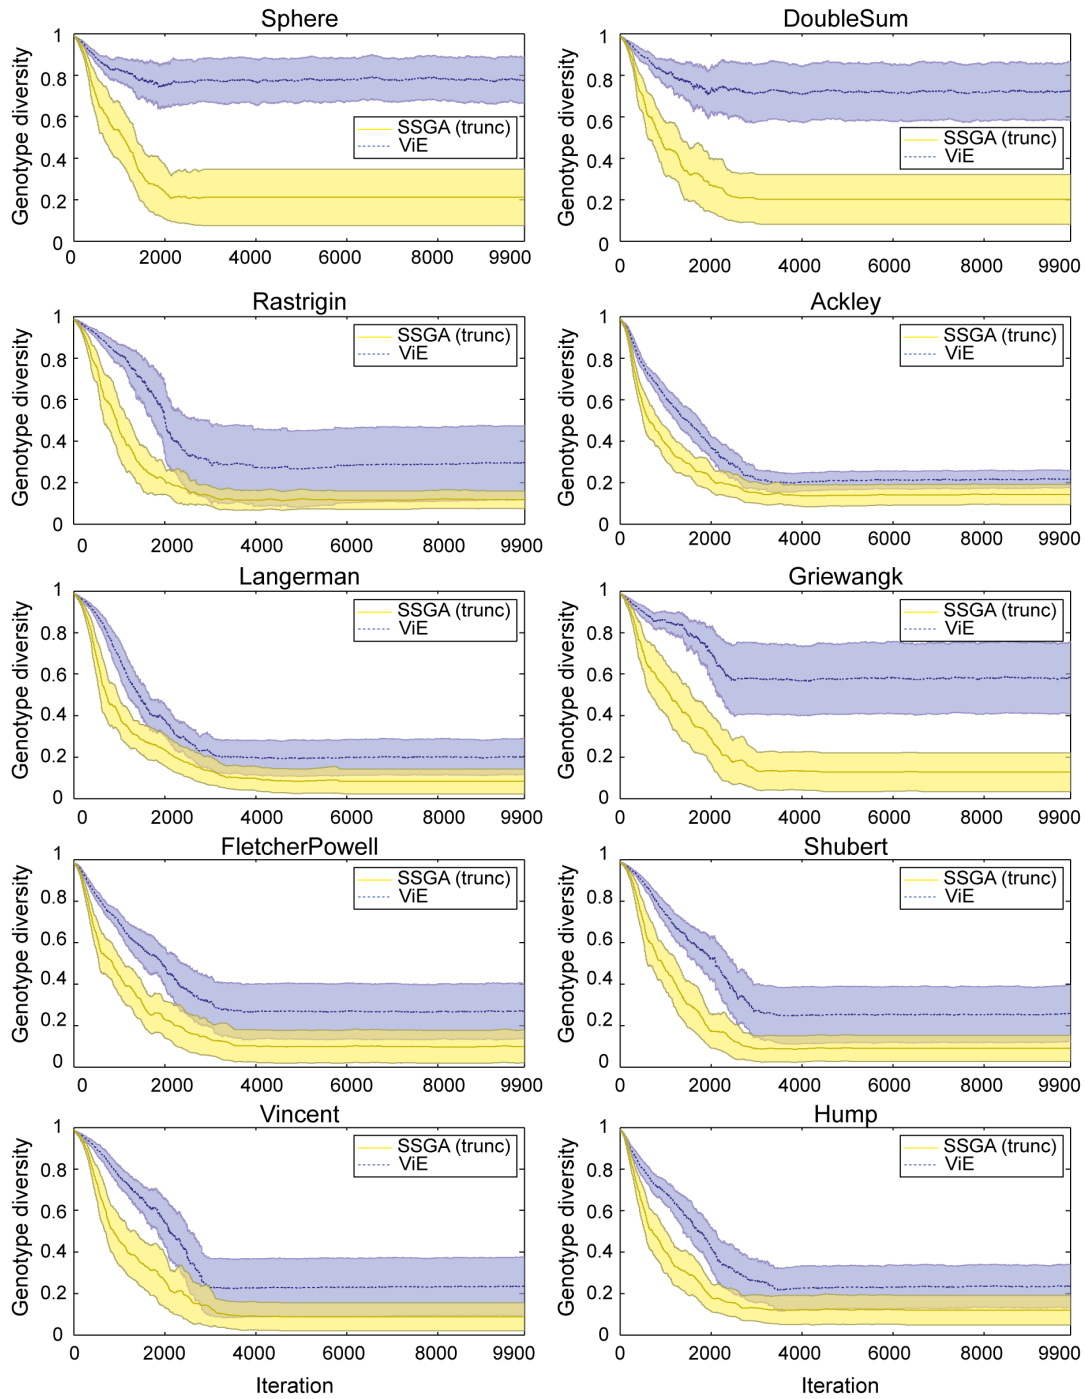 Sphere
Genotype diversity
1
0.8
0.6
0.4
0.2
0
SSGA (trunc)
ViE
0 2000 4000 6000 8000 9900
DoubleSum
Genotype diversity
1
0.8
0.6
0.4
0.2
0
SSGA (trunc)
ViE
0 2000 4000 6000 8000 9900
Rastrigin
Genotype diversity
1
0.8
0.6
0.4
0.2
0
SSGA (trunc)
ViE
0 2000 4000 6000 8000 9900
Ackley
Genotype diversity
1
0.8
0.6
0.4
0.2
0
SSGA (trunc)
ViE
0 2000 4000 6000 8000 9900
Langerman
Genotype diversity
1
0.8
0.6
0.4
0.2
0
SSGA (trunc)
ViE
0 2000 4000 6000 8000 9900
Griewangk
Genotype diversity
1
0.8
0.6
0.4
0.2
0
SSGA (trunc)
ViE
0 2000 4000 6000 8000 9900
FletcherPowell
Genotype diversity
1
0.8
0.6
0.4
0.2
0
SSGA (trunc)
ViE
0 2000 4000 6000 8000 9900
Shubert
Genotype diversity
1
0.8
0.6
0.4
0.2
0
SSGA (trunc)
ViE
0 2000 4000 6000 8000 9900
Vincent
Genotype diversity
1
0.8
0.6
0.4
0.2
0
SSGA (trunc)
ViE
0 2000 4000 6000 8000 9900
Iteration
Hump
Genotype diversity
1
0.8
0.6
0.4
0.2
0
SSGA (trunc)
ViE
0 2000 4000 6000 8000 9900
Iteration